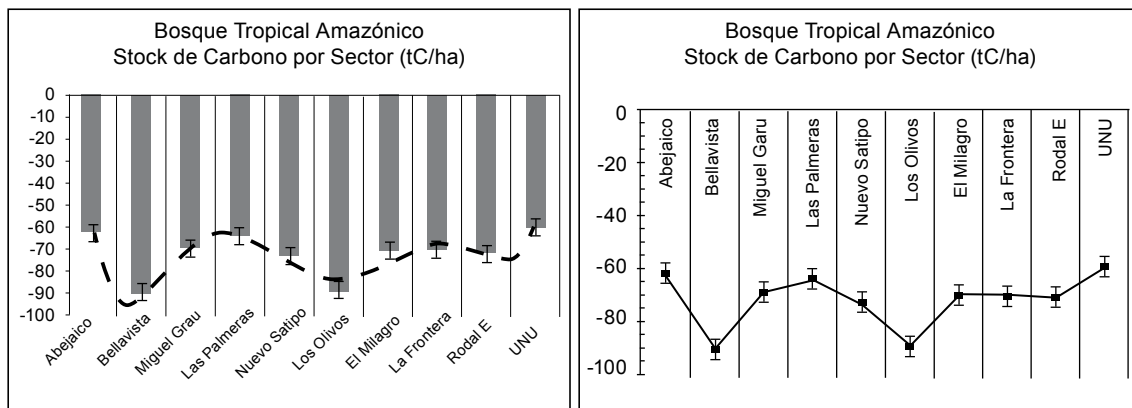 Bosque Tropical Amazónico
Stock de Carbono por Sector (tC/ha)
0
-10
-20
-30
-40
-50
-60
-70
-80
-90
-100
Abejaico
Bellavista
Miguel Grau
Las Palmeras
Nuevo Satipo
Los Olivos
El Milagro
La Frontera
Rodal E
UNU
Bosque Tropical Amazónico
Stock de Carbono por Sector (tC/ha)
0
-20
-40
-60
-80
-100
Abejaico
Bellavista
Miguel Garu
Las Palmeras
Nuevo Satipo
Los Olivos
El Milagro
La Frontera
Rodal E
UNU